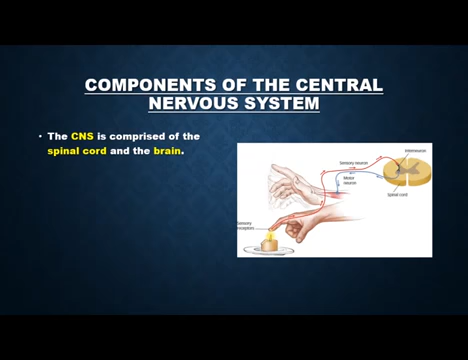 COMPONENTS OF THE CENTRAL
NERVOUS SYSTEM
• The CNS is comprised of the
spinal cord and the brain.
Interneuron
Sensory neuron
Motor
neuron
Spinal cord
Sensory
receptors